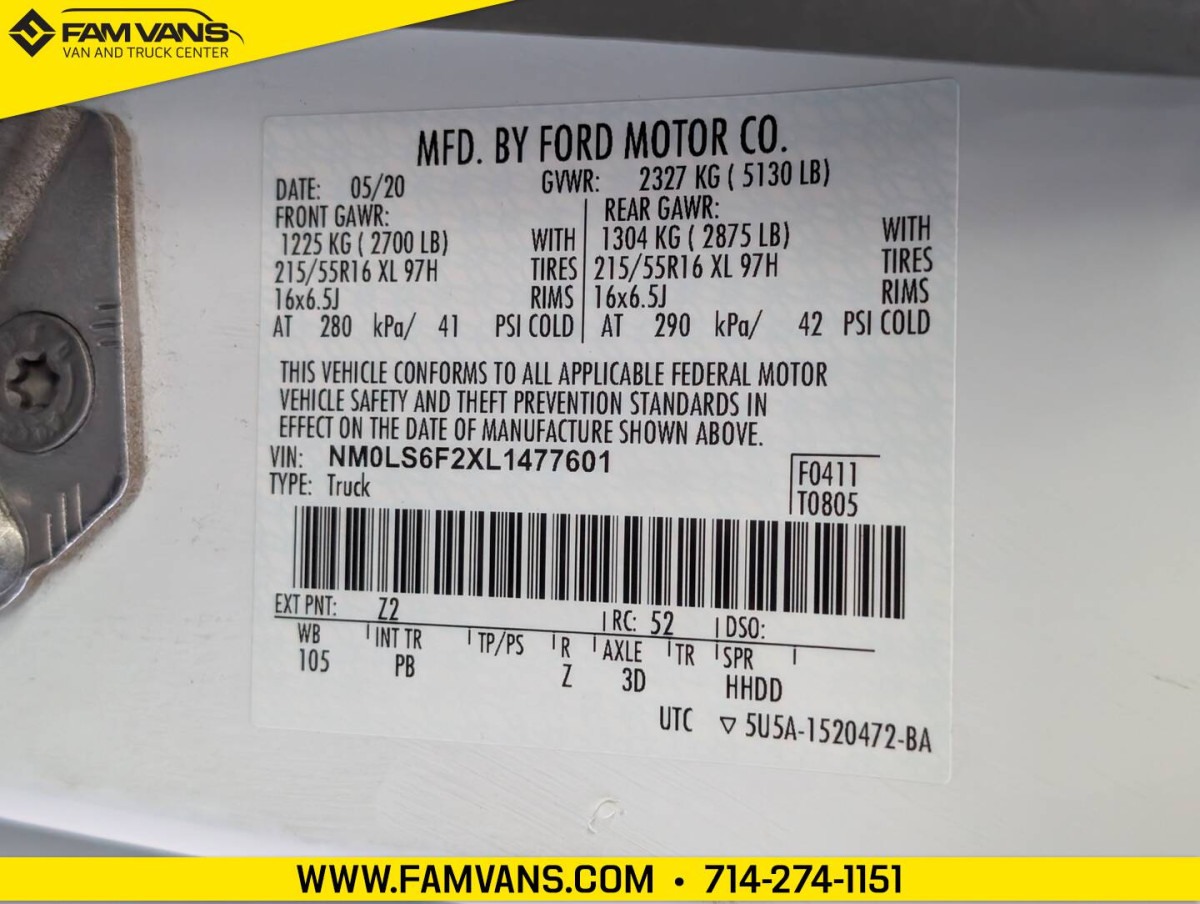 FAMVANS
VAN AND TRUCK CENTER
MFD. BY FORD MOTOR CO.
DATE: 05/20 GVWR: 2327 KG ( 5130 LB)
FRONT GAWR: REAR GAWR:
1225 KG ( 2700 LB) WITH 1304 KG ( 2875 LB) WITH
215/55R16 XL 97H TIRES 215/55R16 XL 97H TIRES
16x6.5J RIMS 16x6.5J RIMS
AT 280 kPa/ 41 PSI COLD AT 290 kPa/ 42 PSI COLD
THIS VEHICLE CONFORMS TO ALL APPLICABLE FEDERAL MOTOR
VEHICLE SAFETY AND THEFT PREVENTION STANDARDS IN
EFFECT ON THE DATE OF MANUFACTURE SHOWN ABOVE.
VIN: NM0LS6F2XL1477601
F0411
TYPE: Truck
T0805
EXT PNT: Z2 RC: 52 DSO:
WB INT TR TP/PS R AXLE TR SPR
105 PB Z 3D HHDD
UTC ▽ 5U5A-1520472-BA
WWW.FAMVANS.COM • 714-274-1151